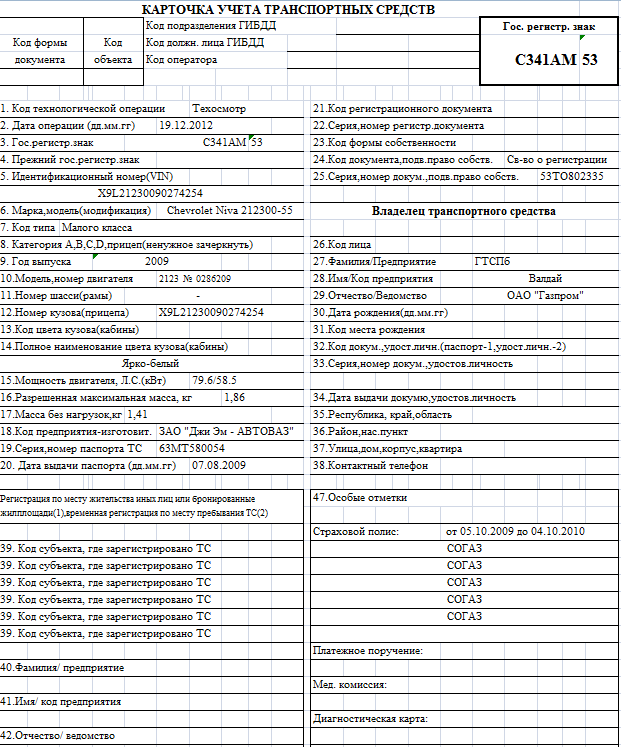 КАРТОЧКА УЧЕТА ТРАНСПОРТНЫХ СРЕДСТВ
Код подразделения ГИБДД
Гос. регистр. знак
Код формы
Код
Код должн. лица ГИБДД
документа
объекта
Код оператора
С341АМ 53
1. Код технологической операции Техосмотр
2. Дата операции (дд.мм.гг) 19.12.2012
3. Гос.регистр.знак С341АМ 53
4. Прежний гос.регистр.знак
5. Идентификационный номер(VIN)
X9L21230090274254
6. Марка,модель(модификация) Chevrolet Niva 212300-55
7. Код типа Малого класса
8. Категория А,В,С,D,прицеп(ненужное зачеркнуть)
9. Год выпуска 2009
10.Модель,номер двигателя 2123 № 0286209
11.Номер шасси(рамы) -
12.Номер кузова(прицепа) X9L21230090274254
13.Код цвета кузова(кабины)
14.Полное наименование цвета кузова(кабины)
Ярко-белый
15.Мощность двигателя, Л.С.(кВт) 79.6/58.5
16.Разрешенная максимальная масса, кг 1,86
17.Масса без нагрузок,кг 1,41
18.Код предприятия-изготовит. ЗАО "Джи Эм - АВТОВАЗ"
19.Серия,номер паспорта ТС 63МТ580054
20. Дата выдачи паспорта (дд.мм.гг) 07.08.2009
21.Код регистрационного документа
22.Серия,номер регистр.документа
23.Код формы собственности
24.Код документа,подв.право собств. Св-во о регистрации
25.Серия,номер докум.,подв.право собств. 53ТО802335
Владелец транспортного средства
26.Код лица
27.Фамилия/Предприятие ГТСПб
28.Имя/Код предприятия Валдай
29.Отчество/Ведомство ОАО "Газпром"
30.Дата рождения(дд.мм.гг)
31.Код места рождения
32.Код докум.,удост.личн.(паспорт-1,удост.личн.-2)
33.Серия,номер докум.,удостов.личность
34.Дата выдачи докумю,удостов.личность
35.Республика, край,область
36.Район,нас.пункт
37.Улица,дом,корпус,квартира
38.Контактный телефон
Регистрация по месту жительства иных лиц или бронированные
жилплощади(1),временная регистрация по месту пребывания ТС(2)
39. Код субъекта, где зарегистрировано ТС
39. Код субъекта, где зарегистрировано ТС
39. Код субъекта, где зарегистрировано ТС
39. Код субъекта, где зарегистрировано ТС
39. Код субъекта, где зарегистрировано ТС
39. Код субъекта, где зарегистрировано ТС
40.Фамилия/ предприятие
41.Имя/ код предприятия
42.Отчество/ ведомство
47.Особые отметки
Страховой полис: от 05.10.2009 до 04.10.2010
СОГАЗ
СОГАЗ
СОГАЗ
СОГАЗ
СОГАЗ
Платежное поручение:
Мед. комиссия:
Диагностическая карта: